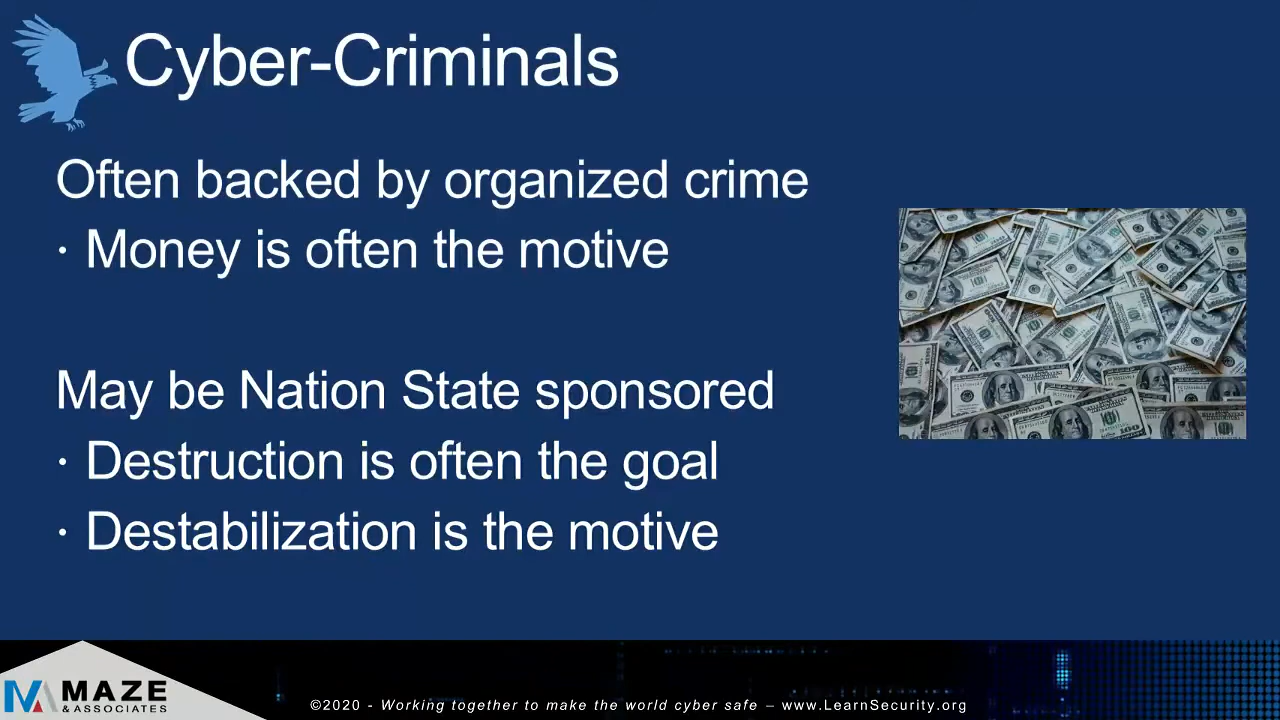 Cyber-Criminals
Often backed by organized crime
· Money is often the motive
May be Nation State sponsored
· Destruction is often the goal
· Destabilization is the motive
MAZE
& ASSOCIATES
©2020 - Working together to make the world cyber safe – www.LearnSecurity.org